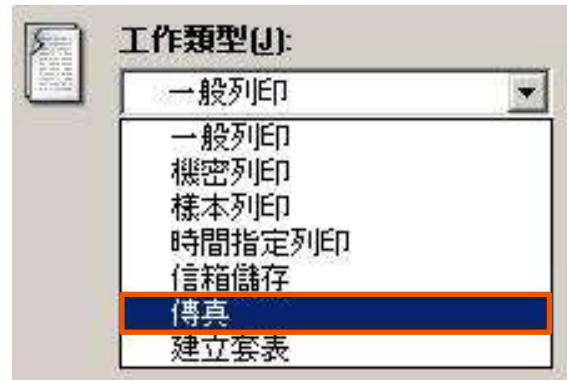 工作類型(J):
一般列印
一般列印
機密列印
樣本列印
時間指定列印
信箱儲存
傳真
建立套表